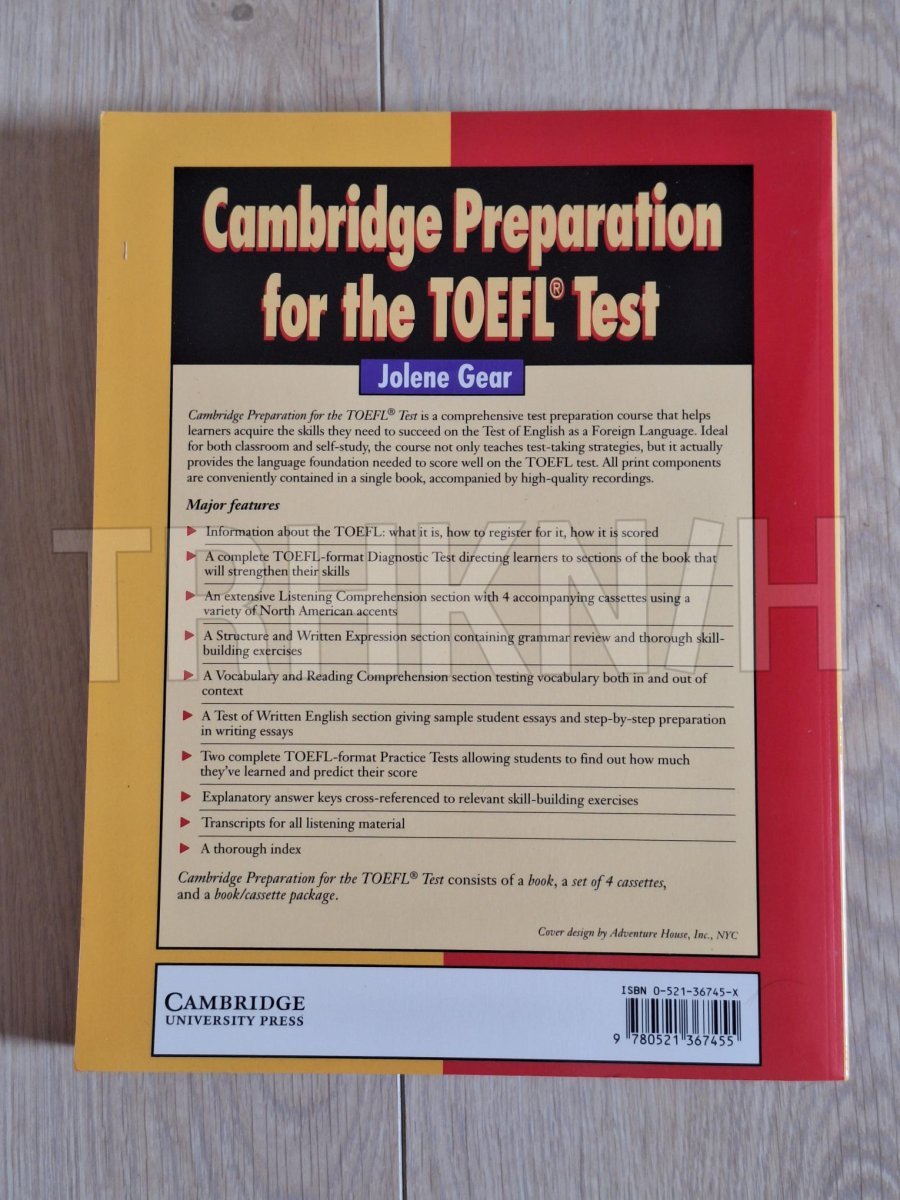 Cambridge Preparation
for the TOEFL® Test
Jolene Gear
Cambridge Preparation for the TOEFL® Test is a comprehensive test preparation course that helps
learners acquire the skills they need to succeed on the Test of English as a Foreign Language. Ideal
for both classroom and self-study, the course not only teaches test-taking strategies, but it actually
provides the language foundation needed to score well on the TOEFL test. All print components
are conveniently contained in a single book, accompanied by high-quality recordings.
Major features
Information about the TOEFL: what it is, how to register for it, how it is scored
A complete TOEFL-format Diagnostic Test directing learners to sections of the book that
will strengthen their skills
An extensive Listening Comprehension section with 4 accompanying cassettes using a
variety of North American accents
A Structure and Written Expression section containing grammar review and thorough skill-
building exercises
A Vocabulary and Reading Comprehension section testing vocabulary both in and out of
context
A Test of Written English section giving sample student essays and step-by-step preparation
in writing essays
Two complete TOEFL-format Practice Tests allowing students to find out how much
they've learned and predict their score
Explanatory answer keys cross-referenced to relevant skill-building exercises
Transcripts for all listening material
A thorough index
Cambridge Preparation for the TOEFL® Test consists of a book, a set of 4 cassettes,
and a book/cassette package.
Cover design by Adventure House, Inc., NYC
CAMBRIDGE
UNIVERSITY PRESS
ISBN 0-521-36745-X
9 780521 367455
TRHKN/H